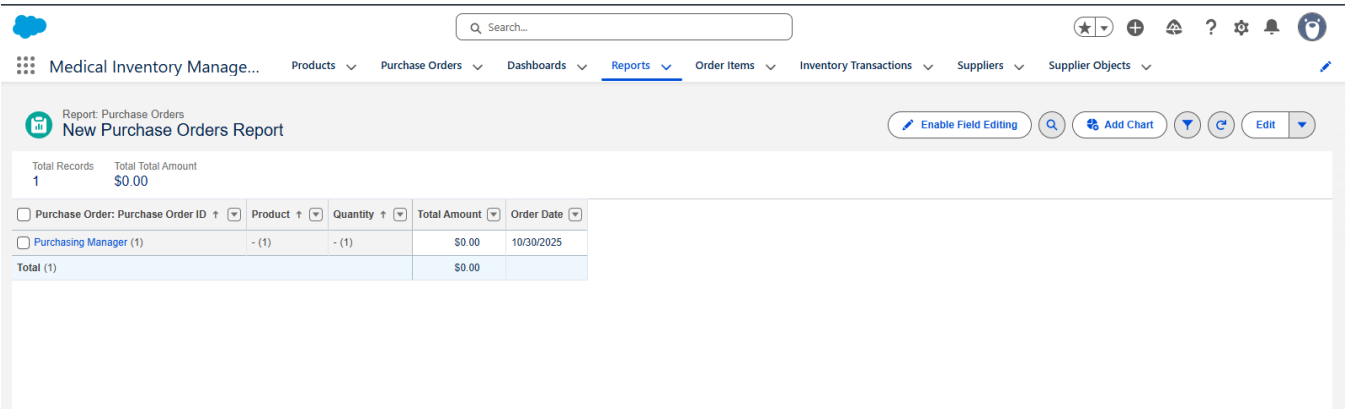 Search...
Medical Inventory Manage... Products Purchase Orders Dashboards Reports Order Items Inventory Transactions Suppliers Supplier Objects
Report: Purchase Orders
New Purchase Orders Report
Enable Field Editing Add Chart Edit
Total Records Total Total Amount
1 $0.00
Purchase Order: Purchase Order ID ↑ Product ↑ Quantity ↑ Total Amount Order Date
Purchasing Manager (1) - (1) - (1) $0.00 10/30/2025
Total (1) $0.00